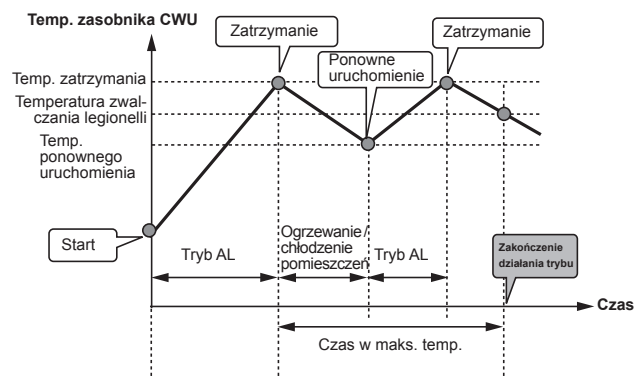 Temp. zasobnika CWU
Zatrzymanie
Zatrzymanie
Ponowne
uruchomienie
Temp. zatrzymania
Temperatura zwal-
czania legionelli
Temp.
ponownego
uruchomienia
Start
Tryb AL
Ogrzewanie/
chłodzenie
pomieszczeń
Tryb AL
Zakończenie
działania trybu
Czas
Czas w maks. temp.